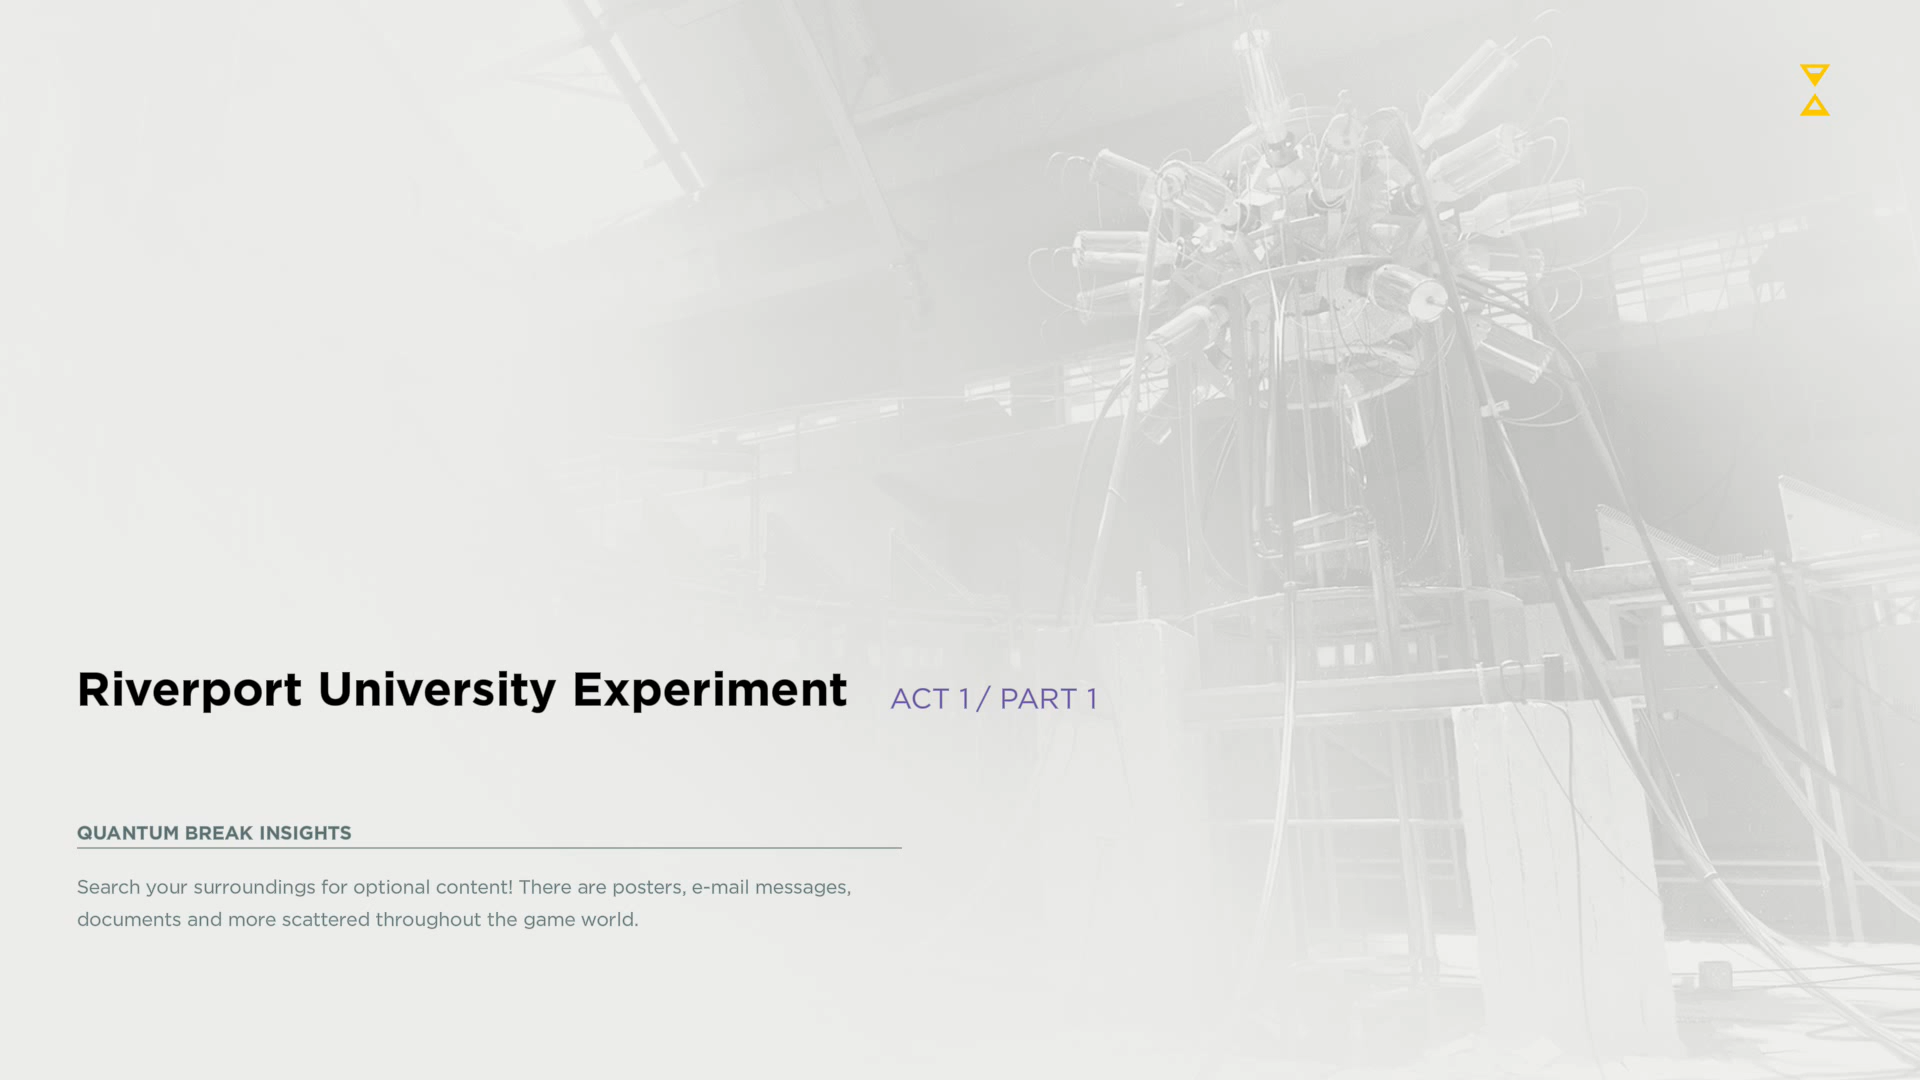 Riverport University Experiment ACT 1 / PART 1
QUANTUM BREAK INSIGHTS
Search your surroundings for optional content! There are posters, e-mail messages,
documents and more scattered throughout the game world.